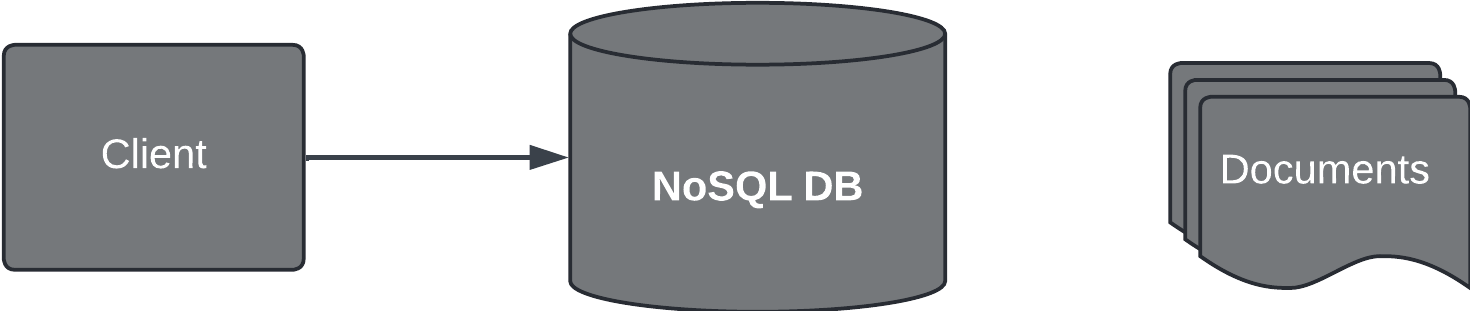 Client
NoSQL DB
Documents